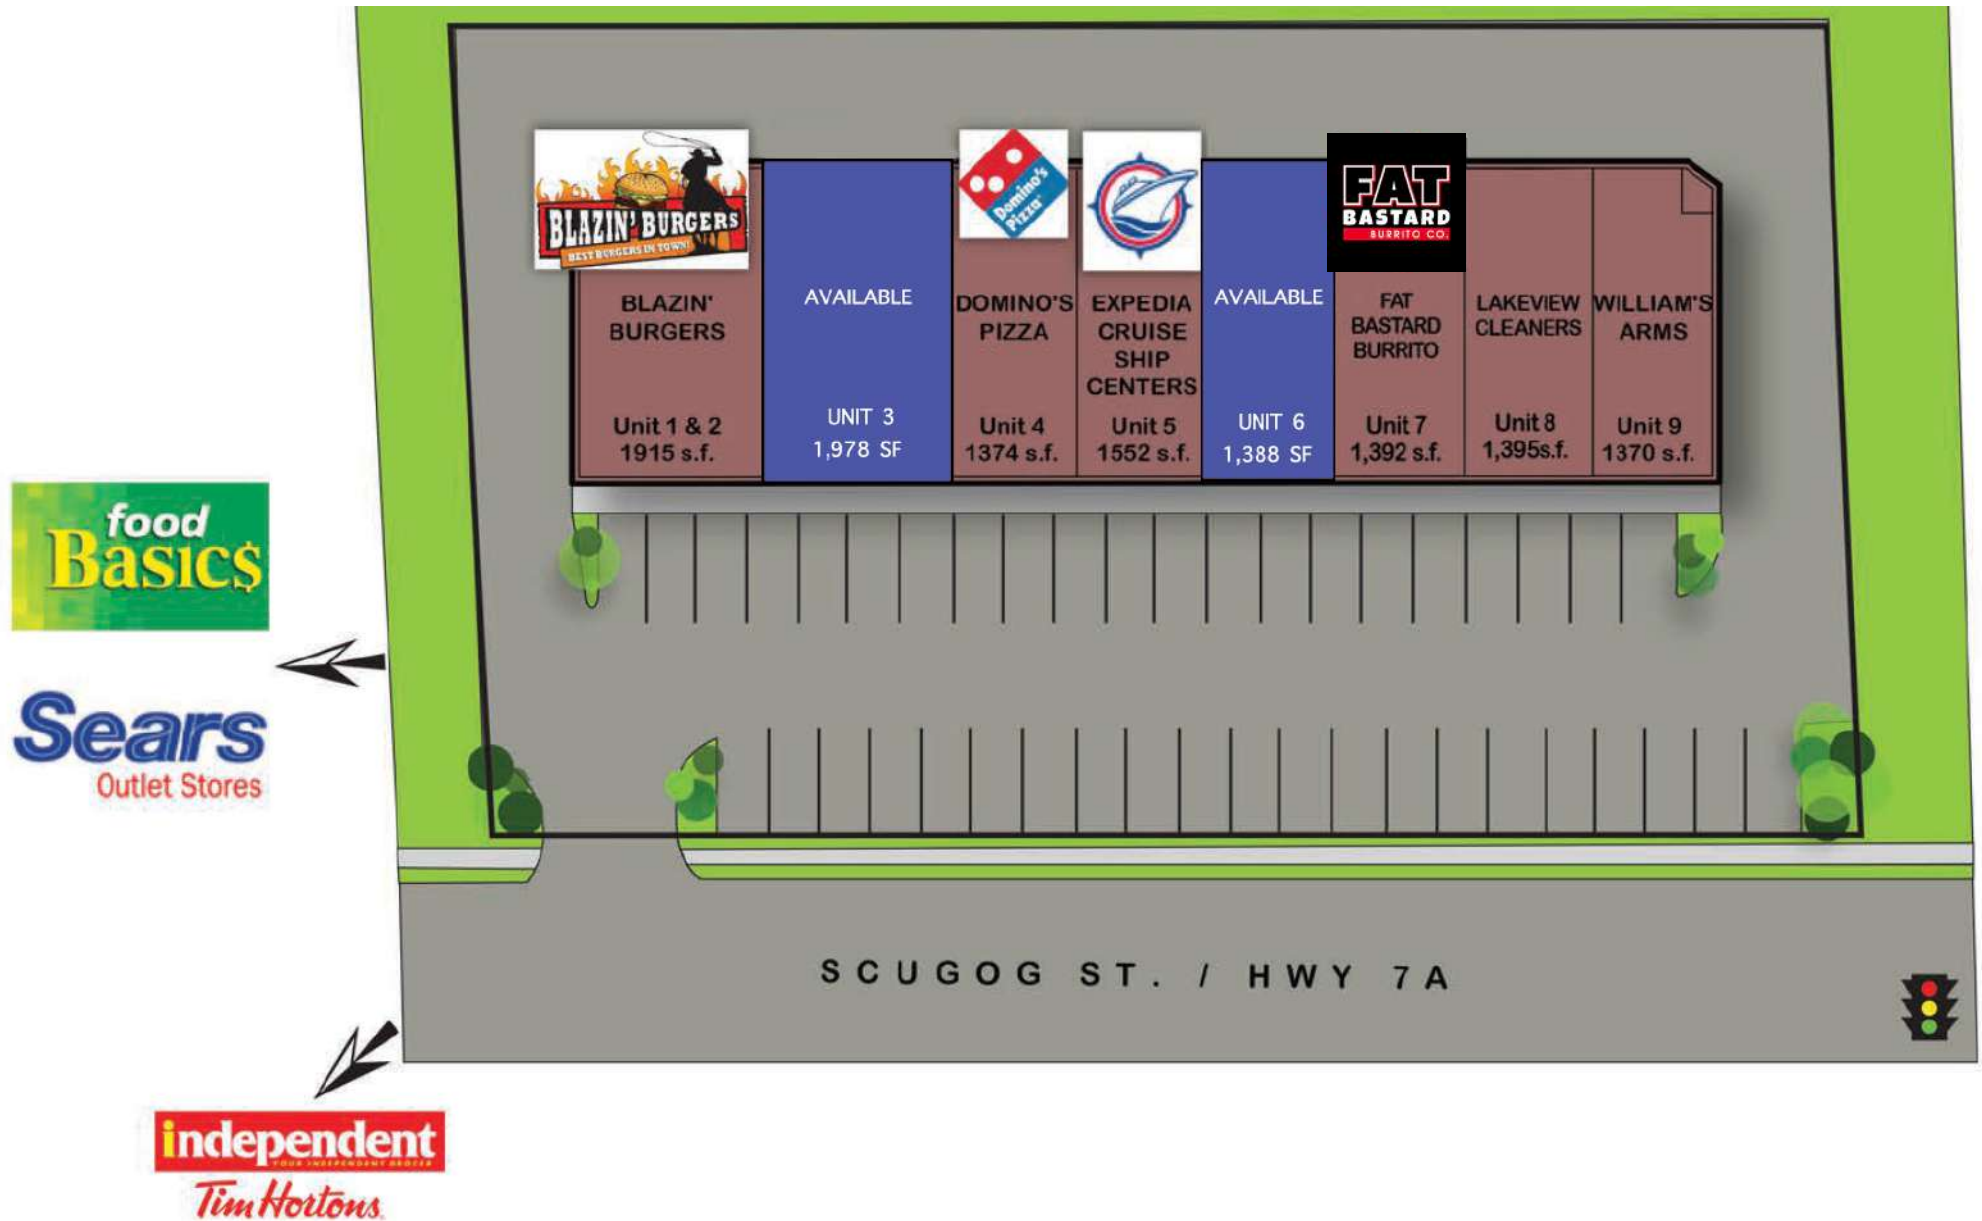 BLAZIN' BURGERS
BEST BURGERS IN TOWN!
Domino's
Pizza
FAT
BASTARD
BURRITO CO.
BLAZIN'
BURGERS
Unit 1 & 2
1915 s.f.
AVAILABLE
UNIT 3
1,978 SF
DOMINO'S
PIZZA
Unit 4
1374 s.f.
EXPEDIA
CRUISE
SHIP
CENTERS
Unit 5
1552 s.f.
AVAILABLE
UNIT 6
1,388 SF
FAT
BASTARD
BURRITO
Unit 7
1,392 s.f.
LAKEVIEW
CLEANERS
Unit 8
1,395s.f.
WILLIAM'S
ARMS
Unit 9
1370 s.f.
food
Basic$
Sears
Outlet Stores
SCUGOG ST. / HWY 7A
independent
YOUR INDEPENDENT GROCER
Tim Hortons